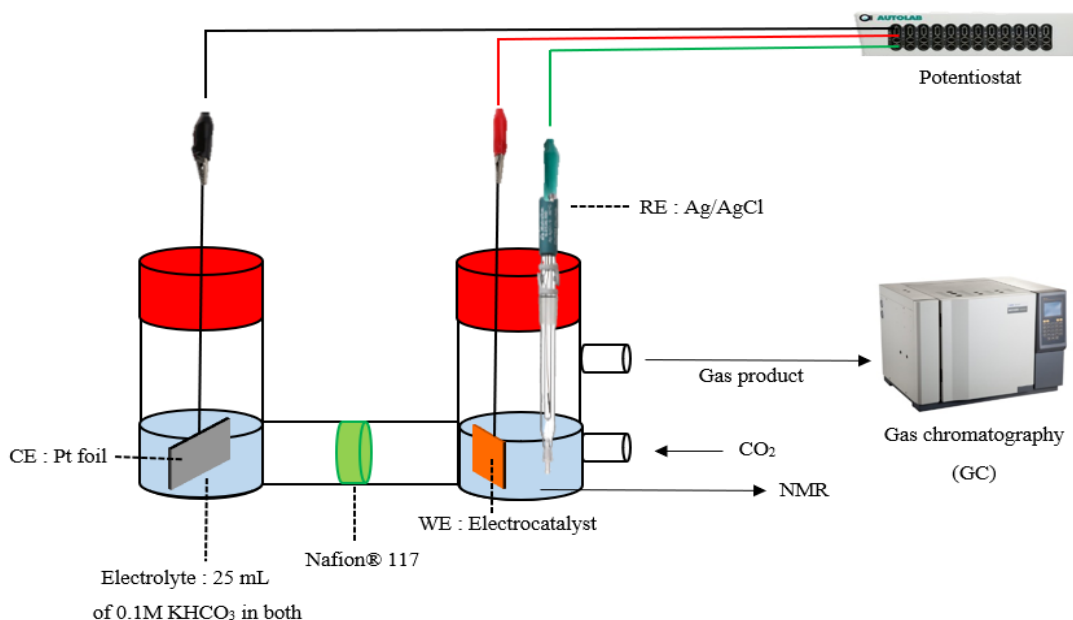 AUTOLAB
Potentiostat
RE : Ag/AgCl
Gas product
Gas chromatography
(GC)
CE : Pt foil
CO₂
NMR
WE : Electrocatalyst
Nafion® 117
Electrolyte : 25 mL
of 0.1M KHCO₃ in both